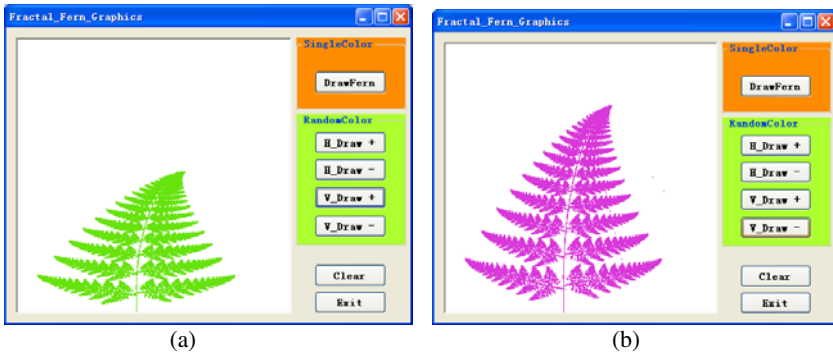 Fractal_Fern_Graphics
SingleColor
DrawFern
RandomColor
H_Draw +
H_Draw -
V_Draw +
V_Draw -
Clear
Exit
(a)
Fractal_Fern_Graphics
SingleColor
DrawFern
RandomColor
H_Draw +
H_Draw -
V_Draw +
V_Draw -
Clear
Exit
(b)